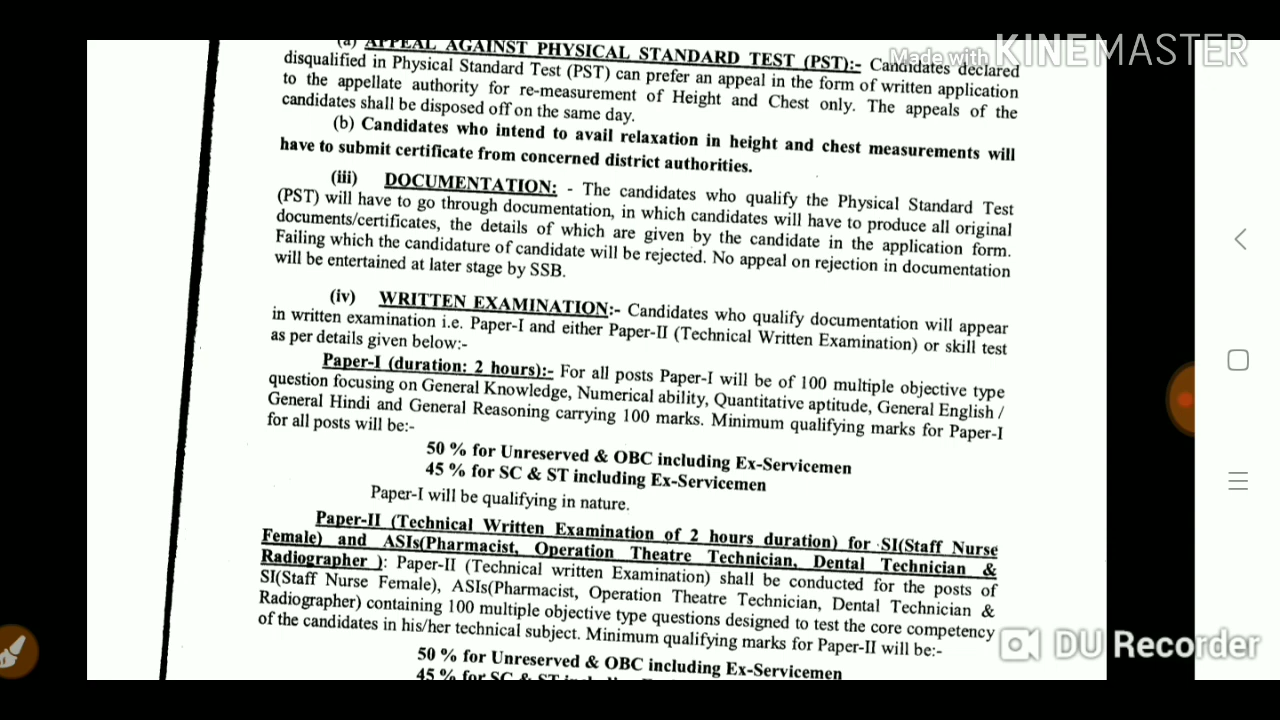 (a) APPEAL AGAINST PHYSICAL STANDARD TEST (PST):- Candidates declared
disqualified in Physical Standard Test (PST) can prefer an appeal in the form of written application
to the appellate authority for re-measurement of Height and Chest only. The appeals of the
candidates shall be disposed off on the same day.
(b) Candidates who intend to avail relaxation in height and chest measurements will
have to submit certificate from concerned district authorities.
(iii) DOCUMENTATION: - The candidates who qualify the Physical Standard Test
(PST) will have to go through documentation, in which candidates will have to produce all original
documents/certificates, the details of which are given by the candidate in the application form.
Failing which the candidature of candidate will be rejected. No appeal on rejection in documentation
will be entertained at later stage by SSB.
(iv) WRITTEN EXAMINATION:- Candidates who qualify documentation will appear
in written examination i.e. Paper-I and either Paper-II (Technical Written Examination) or skill test
as per details given below:-
Paper-I (duration: 2 hours):- For all posts Paper-I will be of 100 multiple objective type
question focusing on General Knowledge, Numerical ability, Quantitative aptitude, General English /
General Hindi and General Reasoning carrying 100 marks. Minimum qualifying marks for Paper-I
for all posts will be:-
50 % for Unreserved & OBC including Ex-Servicemen
45 % for SC & ST including Ex-Servicemen
Paper-I will be qualifying in nature.
Paper-II (Technical Written Examination of 2 hours duration) for SI(Staff Nurse
Female) and ASIs(Pharmacist, Operation Theatre Technician, Dental Technician &
Radiographer ): Paper-II (Technical written Examination) shall be conducted for the posts of
SI(Staff Nurse Female), ASIs(Pharmacist, Operation Theatre Technician, Dental Technician &
Radiographer) containing 100 multiple objective type questions designed to test the core competency
of the candidates in his/her technical subject. Minimum qualifying marks for Paper-II will be:-
50 % for Unreserved & OBC including Ex-Servicemen
45 % for SC & ST including
Made with KINEMASTER
DU Recorder